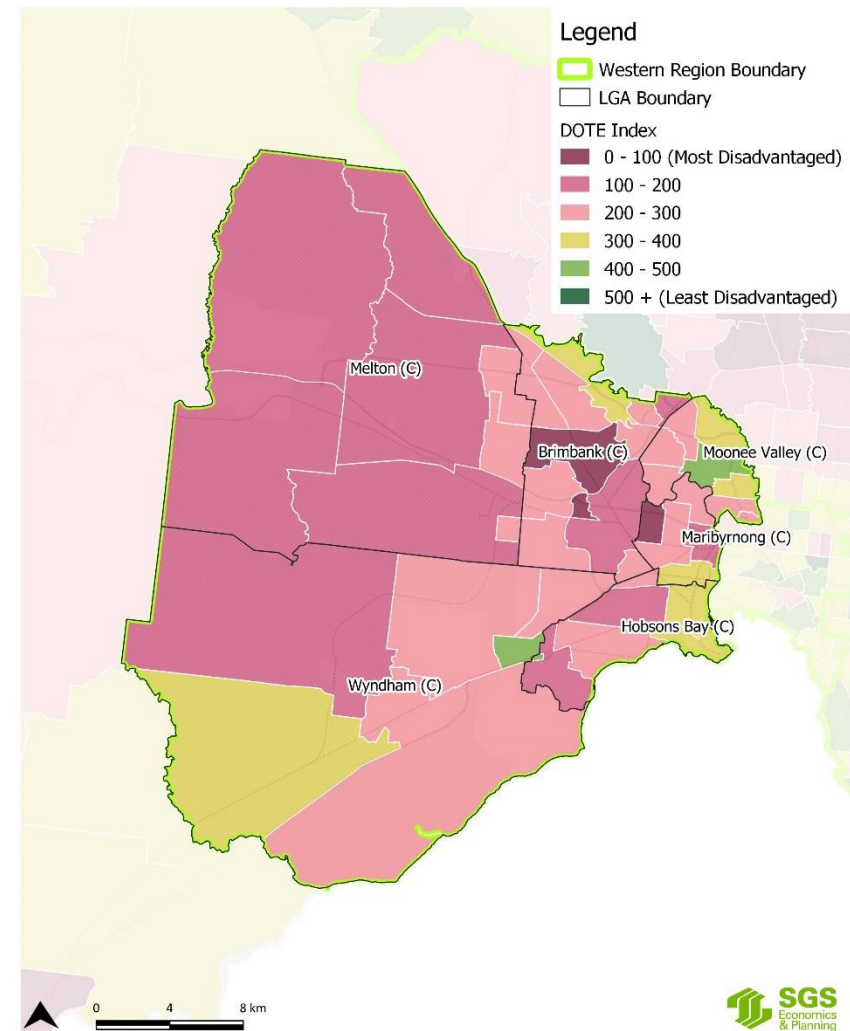 Legend
Western Region Boundary
LGA Boundary
DOTE Index
0 - 100 (Most Disadvantaged)
100 - 200
200 - 300
300 - 400
400 - 500
500 + (Least Disadvantaged)
Melton (C)
Brimbank (C)
Moonee Valley (C)
Maribyrnong (C)
Hobsons Bay (C)
Wyndham (C)
0 4 8 km
SGS
Economics
& Planning